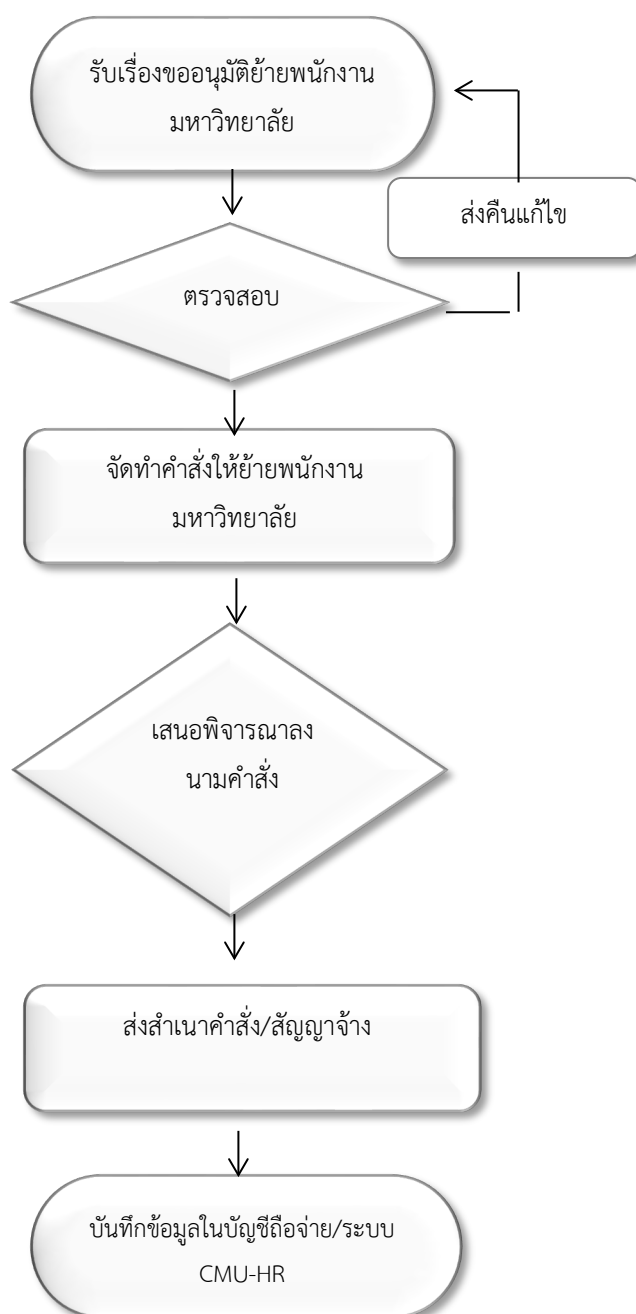 รับเรื่องขออนุมัติย้ายพนักงาน
มหาวิทยาลัย
ส่งคืนแก้ไข
ตรวจสอบ
จัดทำคำสั่งให้ย้ายพนักงาน
มหาวิทยาลัย
เสนอพิจารณาลง
นามคำสั่ง
ส่งสำเนาคำสั่ง/สัญญาจ้าง
บันทึกข้อมูลในบัญชีถือจ่าย/ระบบ
CMU-HR